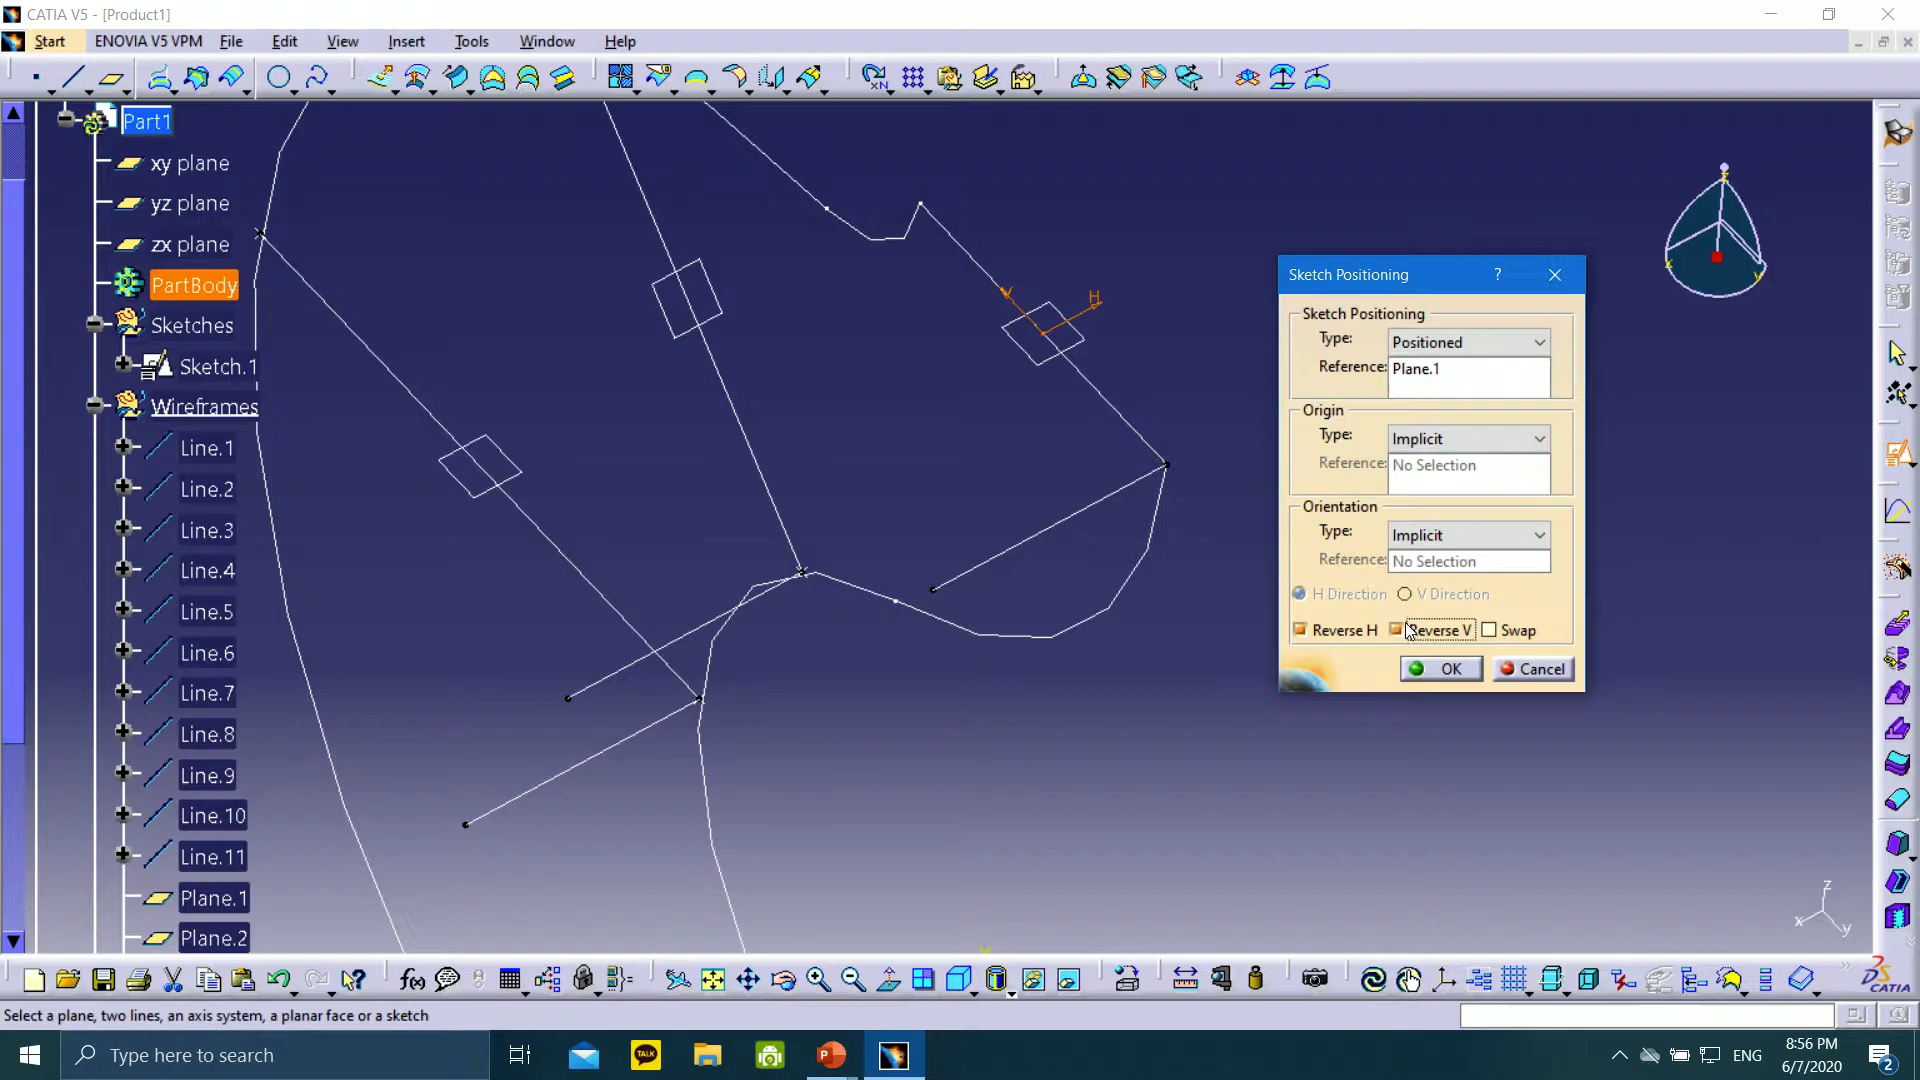 CATIA V5 - [Product1]
Start ENOVIA V5 VPM File Edit View Insert Tools Window Help
Part1
xy plane
yz plane
zx plane
PartBody
Sketches
Sketch.1
Wireframes
Line.1
Line.2
Line.3
Line.4
Line.5
Line.6
Line.7
Line.8
Line.9
Line.10
Line.11
Plane.1
Plane.2
V
H
z
x
y
Sketch Positioning ? 
Sketch Positioning
Type: Positioned
Reference: Plane.1
Origin
Type: Implicit
Reference: No Selection
Orientation
Type: Implicit
Reference: No Selection
H Direction V Direction
Reverse H Reverse V Swap
OK Cancel
z
x
y
f(x)
CATIA
Select a plane, two lines, an axis system, a planar face or a sketch
Type here to search
TALK
ENG
8:56 PM
6/7/2020
2